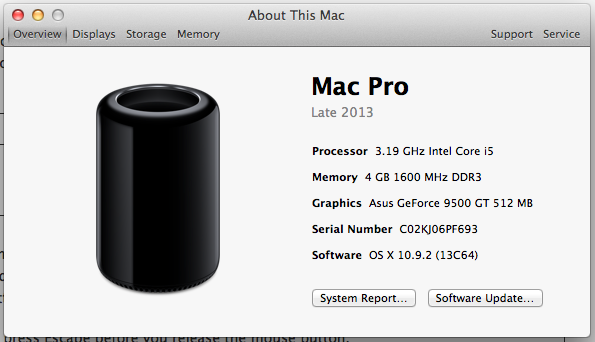 About This Mac
Overview Displays Storage Memory Support Service
Mac Pro
Late 2013
Processor 3.19 GHz Intel Core i5
Memory 4 GB 1600 MHz DDR3
Graphics Asus GeForce 9500 GT 512 MB
Serial Number C02KJ06PF693
Software OS X 10.9.2 (13C64)
System Report... Software Update...
press Escape before you release the mouse button.